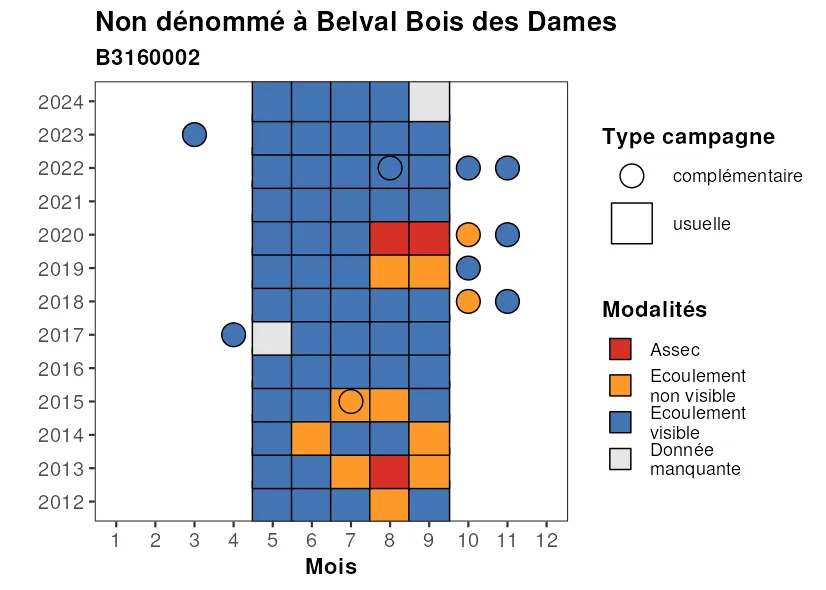 Non dénommé à Belval Bois des Dames
B3160002
2024
2023
2022
2021
2020
2019
2018
2017
2016
2015
2014
2013
2012
1 2 3 4 5 6 7 8 9 10 11 12
Mois
Type campagne
complémentaire
usuelle
Modalités
Assec
Ecoulement
non visible
Ecoulement
visible
Donnée
manquante